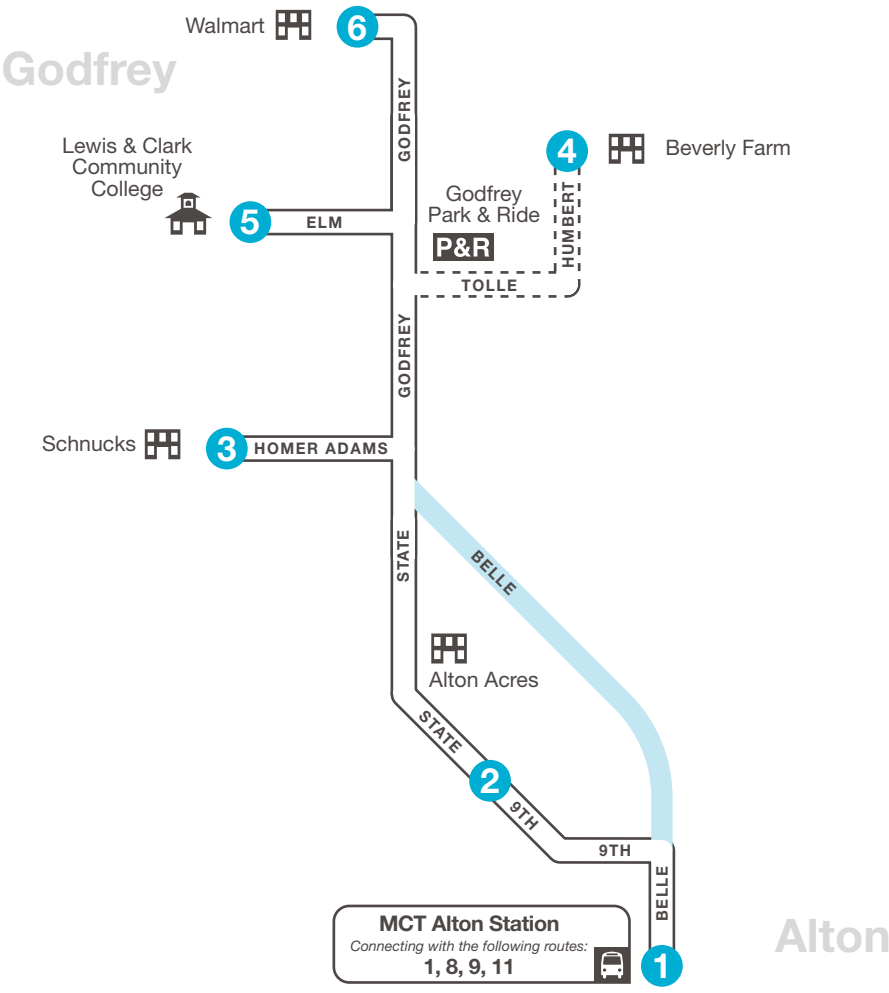 Walmart
6
Godfrey
GODFREY
Lewis & Clark
Community
College
4
Beverly Farm
Godfrey
Park & Ride
P&R
HUMBERT
5
ELM
TOLLE
GODFREY
Schnucks
3
HOMER ADAMS
STATE
BELLE
Alton Acres
STATE
2
9TH
9TH
BELLE
MCT Alton Station
Connecting with the following routes:
1, 8, 9, 11
1
Alton